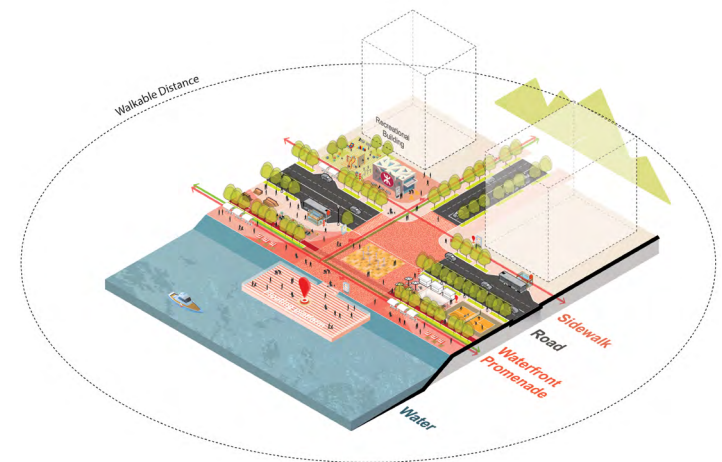 Walkable Distance
Recreational
Building
Sidewalk
Road
Waterfront
Promenade
Water